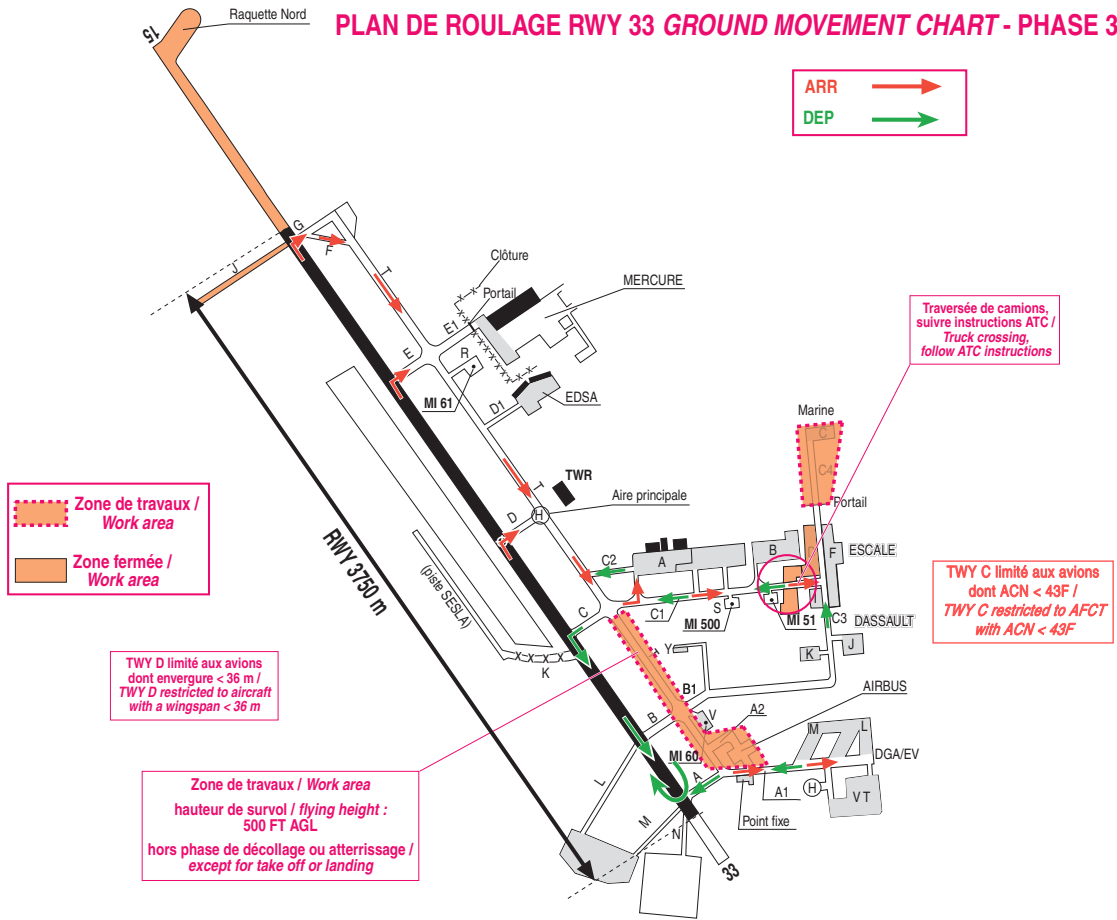 PLAN DE ROULAGE RWY 33 GROUND MOVEMENT CHART - PHASE 3
Raquette Nord
15
ARR
DEP
G
F
J
T
Clôture
Portail
MERCURE
E1
E
R
MI 61
D1
EDSA
Traversée de camions,
suivre instructions ATC /
Truck crossing,
follow ATC instructions
Marine
C
C4
Portail
Zone de travaux /
Work area
Zone fermée /
Work area
RWY 3750 m
(piste SESLA)
T
TWR
D
H
Aire principale
C2
A
B
F
ESCALE
C
C1
S
MI 500
MI 51
C3
DASSAULT
TWY C limité aux avions
dont ACN < 43F /
TWY C restricted to AFCT
with ACN < 43F
K
Y
K
J
TWY D limité aux avions
dont envergure < 36 m /
TWY D restricted to aircraft
with a wingspan < 36 m
B
B1
V
A2
AIRBUS
MI 60
M
L
DGA/EV
A
A1
H
VT
Point fixe
L
M
N
33
Zone de travaux / Work area
hauteur de survol / flying height :
500 FT AGL
hors phase de décollage ou atterrissage /
except for take off or landing